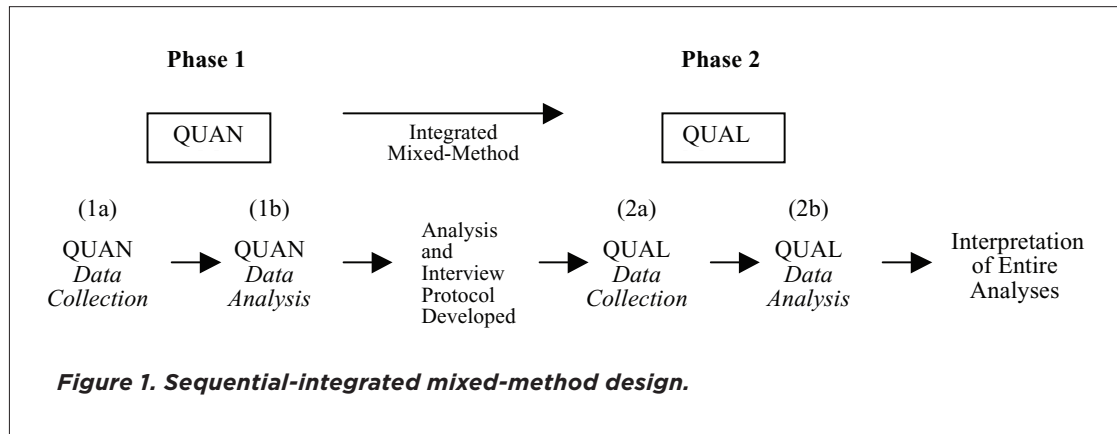 Phase 1
Phase 2
QUAN
Integrated
Mixed-Method
QUAL
(1a)
QUAN
Data
Collection
(1b)
QUAN
Data
Analysis
Analysis
and
Interview
Protocol
Developed
(2a)
QUAL
Data
Collection
(2b)
QUAL
Data
Analysis
Interpretation
of Entire
Analyses
Figure 1. Sequential-integrated mixed-method design.